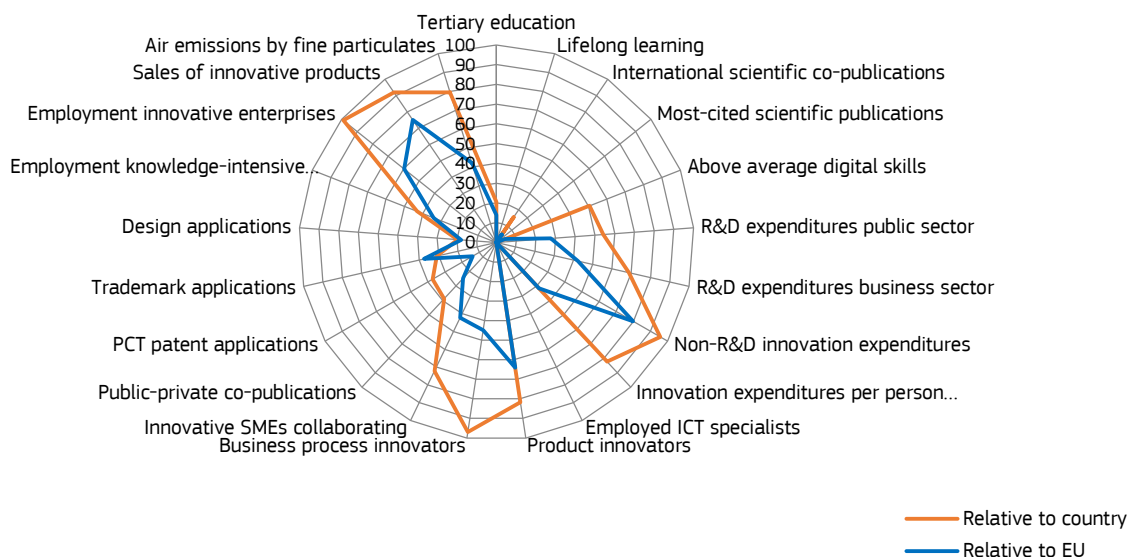 Tertiary education
Air emissions by fine particulates
Lifelong learning
Sales of innovative products
International scientific co-publications
Employment innovative enterprises
Most-cited scientific publications
Employment knowledge-intensive...
Above average digital skills
Design applications
R&D expenditures public sector
Trademark applications
R&D expenditures business sector
PCT patent applications
Non-R&D innovation expenditures
Public-private co-publications
Innovation expenditures per person...
Innovative SMEs collaborating
Employed ICT specialists
Business process innovators
Product innovators
100
90
80
70
60
50
40
30
20
10
0
Relative to country
Relative to EU